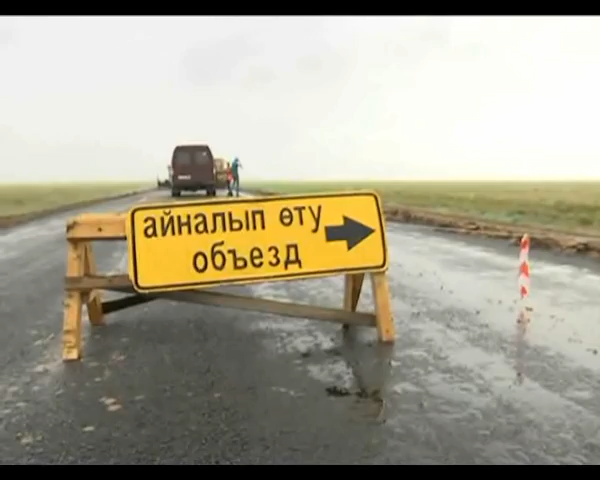 айналып өту
объезд